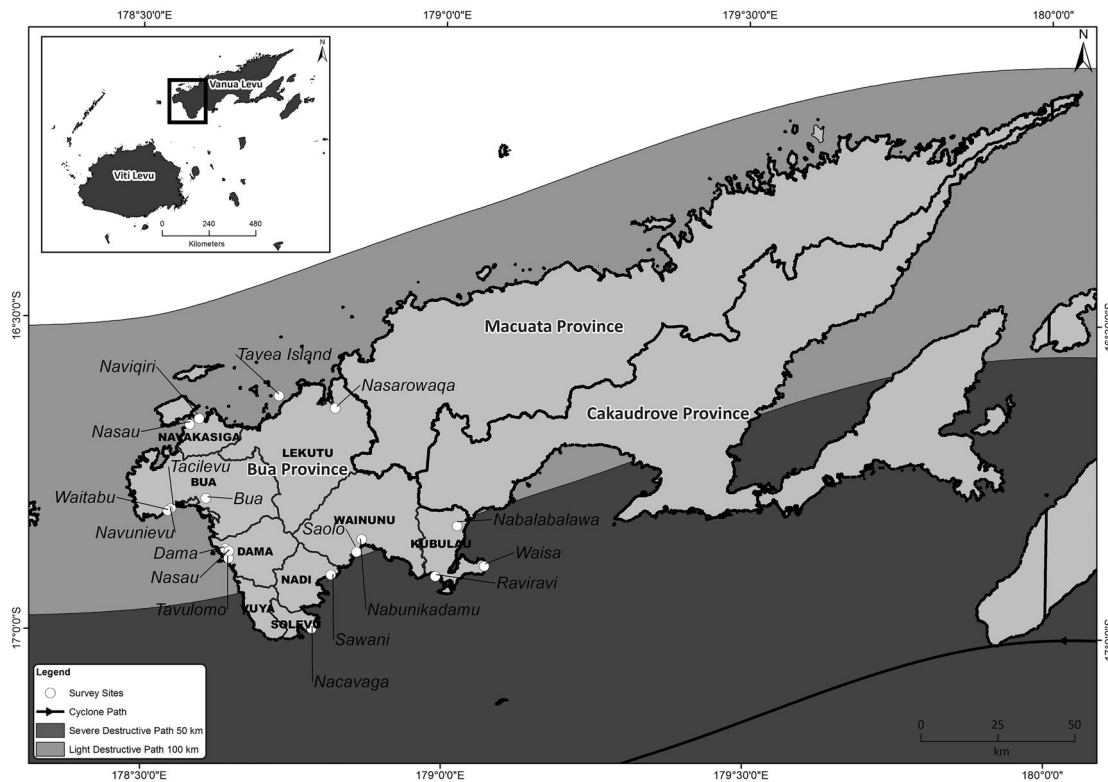 178°30'0"E
179°0'0"E
179°30'0"E
180°0'0"
N
Vanua Levu
Viti Levu
0 240 480
Kilometers
N
16°30'0"S
Macuata Province
Tavea Island
Naviqiri
Nasarowaqa
Nasau
NAVAKASIGA
Cakaudrove Province
LEKUTU
Bua Province
Tacilevu
BUA
Waitabu
Bua
Navunievu
Saolo
WAINUNU
Nabalabalawa
Dama
DAMA
KUBULAU
Waisa
Nasau
NADI
Raviravi
Tavulomo
VUYA
Nabunikadamu
SOLEVU
Sawani
17°0'0"S
17°0'0"S
Nacavaga
Legend
Survey Sites
Cyclone Path
Severe Destructive Path 50 km
Light Destructive Path 100 km
0 25 50
km
178°30'0"E
179°0'0"E
179°30'0"E
180°0'0"